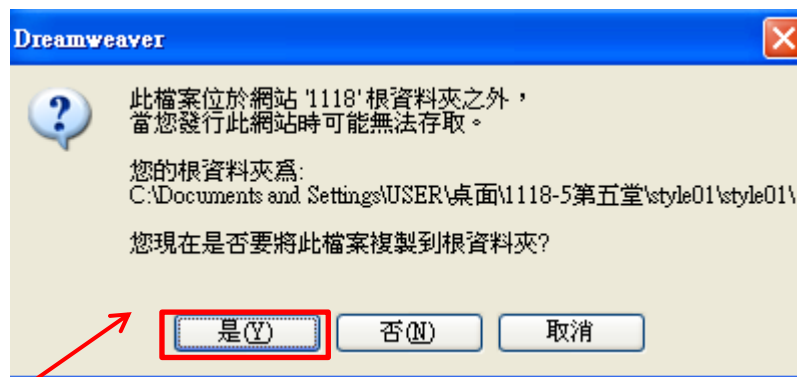 Dreamweaver
此檔案位於網站 '1118' 根資料夾之外，
當您發行此網站時可能無法存取。
您的根資料夾爲:
C:\Documents and Settings\USER\桌面\1118-5第五堂\style01\style01\
您現在是否要將此檔案複製到根資料夾?
是(Y) 否(N) 取消